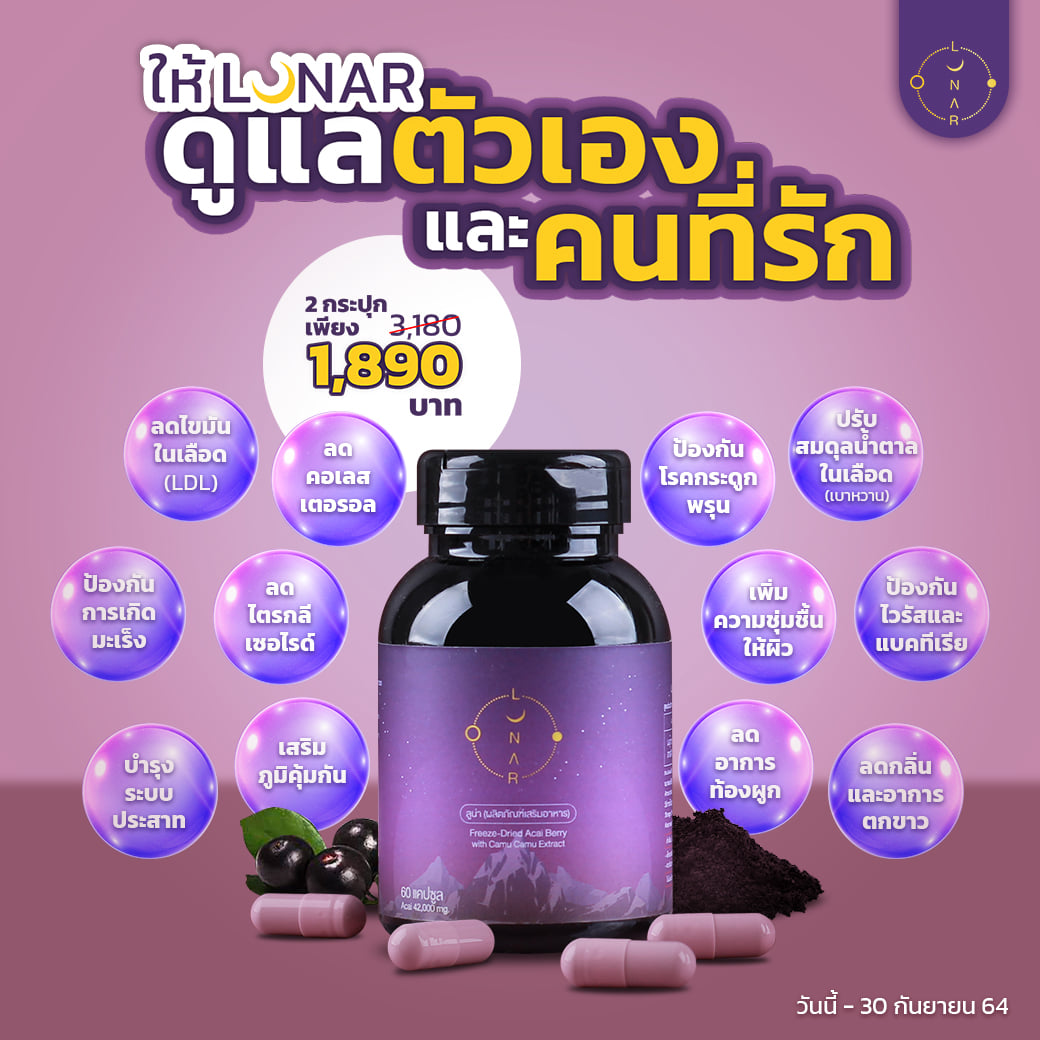 ให้ LUNAR
ดูแลตัวเอง
และคนที่รัก
LUNAR
2 กระปุก
เพียง 3,180
1,890
บาท
ลดไขมัน
ในเลือด
(LDL)
ลด
คอเลส
เตอรอล
ป้องกัน
โรคกระดูก
พรุน
ปรับ
สมดุลน้ำตาล
ในเลือด
(เบาหวาน)
ป้องกัน
การเกิด
มะเร็ง
ลด
ไตรกลี
เซอไรด์
เพิ่ม
ความชุ่มชื้น
ให้ผิว
ป้องกัน
ไวรัสและ
แบคทีเรีย
บำรุง
ระบบ
ประสาท
เสริม
ภูมิคุ้มกัน
ลด
อาการ
ท้องผูก
ลดกลิ่น
และอาการ
ตกขาว
LUNAR
ลูน่า (ผลิตภัณฑ์เสริมอาหาร)
Freeze-Dried Acai Berry
with Camu Camu Extract
60 แคปซูล
Acai 42,000 mg.
วันนี้ - 30 กันยายน 64